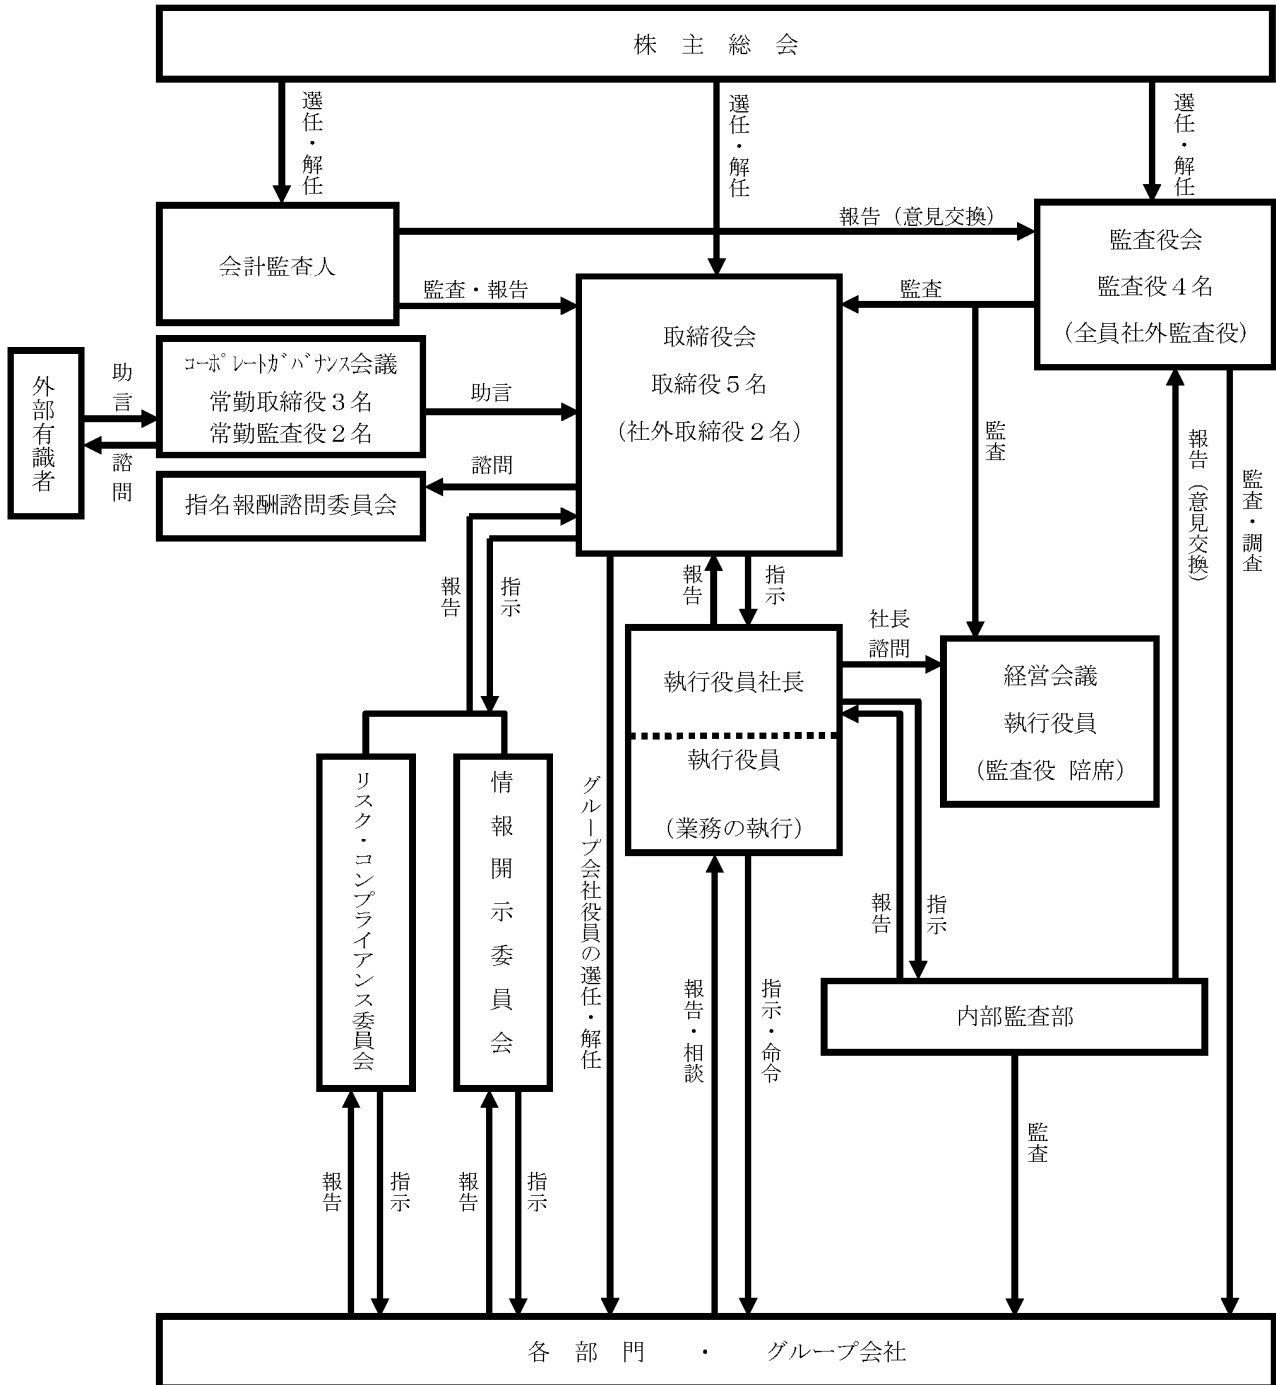 株　主　総　会
選任・解任
選任・解任
選任・解任
会計監査人
報告（意見交換）
監査役会
監査役４名
（全員社外監査役）
監査・報告
監査
取締役会
取締役５名
（社外取締役２名）
外部有識者
助言
諮問
ｺｰﾎﾟﾚｰﾄｶﾞﾊﾞﾅﾝｽ会議
常勤取締役３名
常勤監査役２名
助言
諮問
指名報酬諮問委員会
監査
報告（意見交換）
監査・調査
報告
指示
報告
指示
社長
諮問
執行役員社長
執行役員
（業務の執行）
経営会議
執行役員
（監査役 陪席）
リスク・コンプライアンス委員会
情報開示委員会
グループ会社役員の選任・解任
報告
指示
内部監査部
報告・相談
指示・命令
監査
報告
指示
報告
指示
各　部　門　・　グループ会社